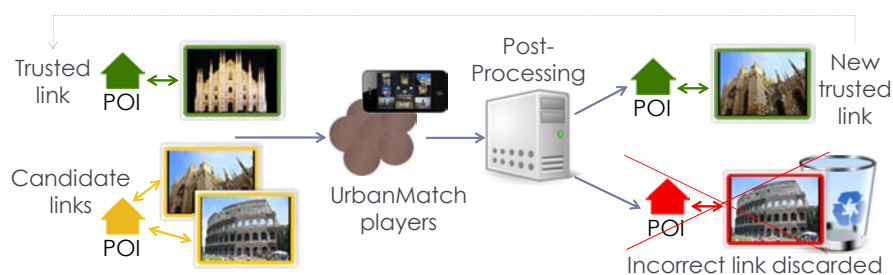 Trusted
link
POI
Candidate
links
POI
UrbanMatch
players
Post-
Processing
POI
New
trusted
link
POI
Incorrect link discarded